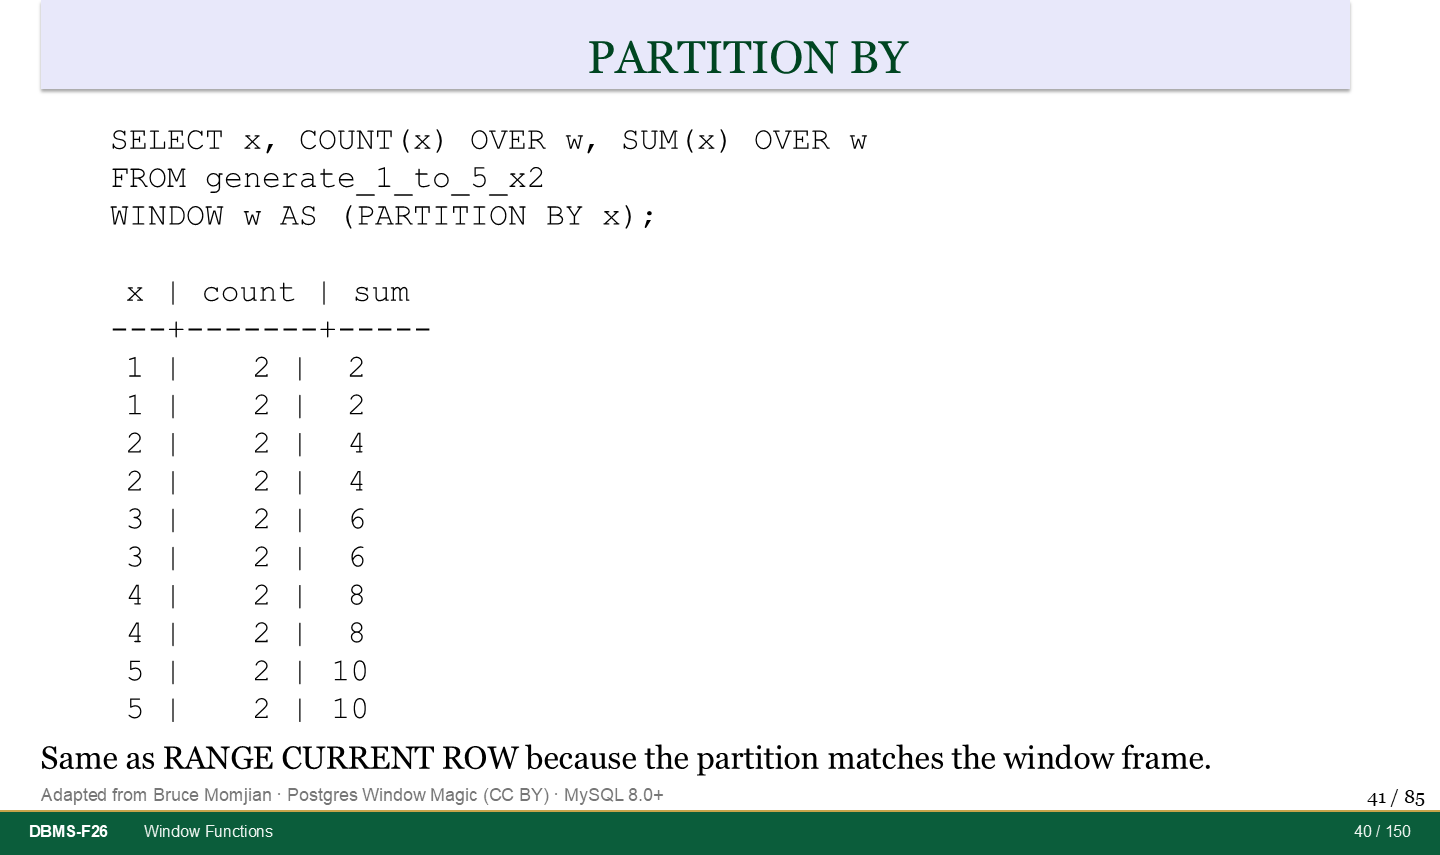 PARTITION BY
SELECT x, COUNT(x) OVER w, SUM(x) OVER w
FROM generate_1_to_5_x2
WINDOW w AS (PARTITION BY x);
 x | count | sum
---+-------+-----
 1 |    2 |  2
 1 |    2 |  2
 2 |    2 |  4
 2 |    2 |  4
 3 |    2 |  6
 3 |    2 |  6
 4 |    2 |  8
 4 |    2 |  8
 5 |    2 | 10
 5 |    2 | 10
Same as RANGE CURRENT ROW because the partition matches the window frame.
Adapted from Bruce Momjian · Postgres Window Magic (CC BY) · MySQL 8.0+
41 / 85
DBMS-F26 Window Functions 40 / 150